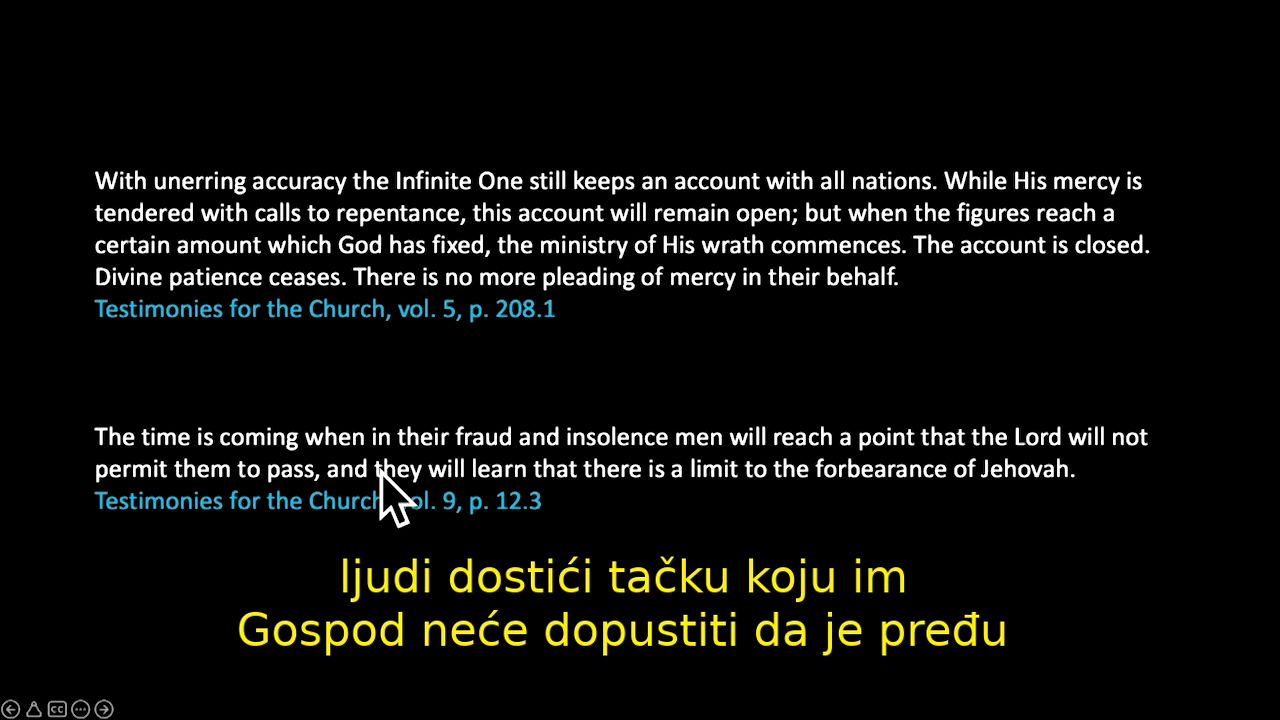 With unerring accuracy the Infinite One still keeps an account with all nations. While His mercy is
tendered with calls to repentance, this account will remain open; but when the figures reach a
certain amount which God has fixed, the ministry of His wrath commences. The account is closed.
Divine patience ceases. There is no more pleading of mercy in their behalf.
Testimonies for the Church, vol. 5, p. 208.1
The time is coming when in their fraud and insolence men will reach a point that the Lord will not
permit them to pass, and they will learn that there is a limit to the forbearance of Jehovah.
Testimonies for the Church, vol. 9, p. 12.3
ljudi dostići tačku koju im
Gospod neće dopustiti da je pređu